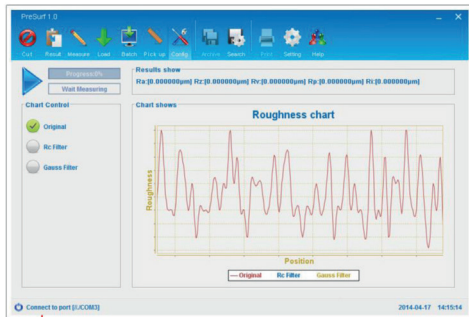 PreSurf 1.0
Exit Result Measure Load Batch Pick up Config Archive Search Print Setting Help
Progress:0%
Wait Measuring
Results show
Ra:[0.000000μm] Rz:[0.000000μm] Rv:[0.000000μm] Rp:[0.000000μm] Rt:[0.000000μm]
Chart Control
Original
Rc Filter
Gauss Filter
Chart shows
Roughness chart
Roughness
Position
Original Rc Filter Gauss Filter
Connect to port [/COM3]
2014-04-17 14:15:14